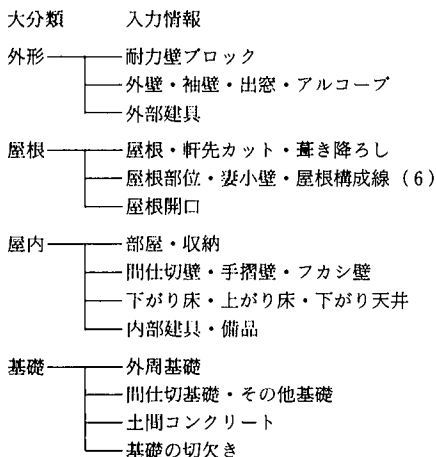 大分類 入力情報
外形 耐力壁ブロック
外壁・袖壁・出窓・アルコーブ
外部建具
屋根 屋根・軒先カット・葺き降ろし
屋根部位・妻小壁・屋根構成線(6)
屋根開口
屋内 部屋・収納
間仕切壁・手摺壁・フカシ壁
下がり床・上がり床・下がり天井
内部建具・備品
基礎 外周基礎
間仕切基礎・その他基礎
土間コンクリート
基礎の切欠き